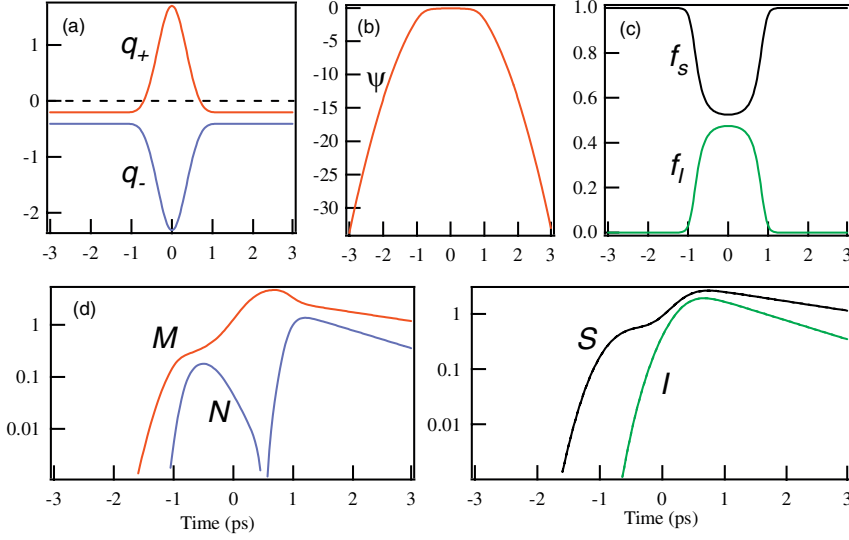 (a)
q+
q-
1
0
-1
-2
-3 -2 -1 0 1 2 3
(b)
ψ
0
-5
-10
-15
-20
-25
-30
-3 -2 -1 0 1 2 3
(c)
fs
fl
1.0
0.8
0.6
0.4
0.2
0.0
-3 -2 -1 0 1 2 3
(d)
M
N
1
0.1
0.01
-3 -2 -1 0 1 2 3
Time (ps)
S
I
1
0.1
0.01
-3 -2 -1 0 1 2 3
Time (ps)